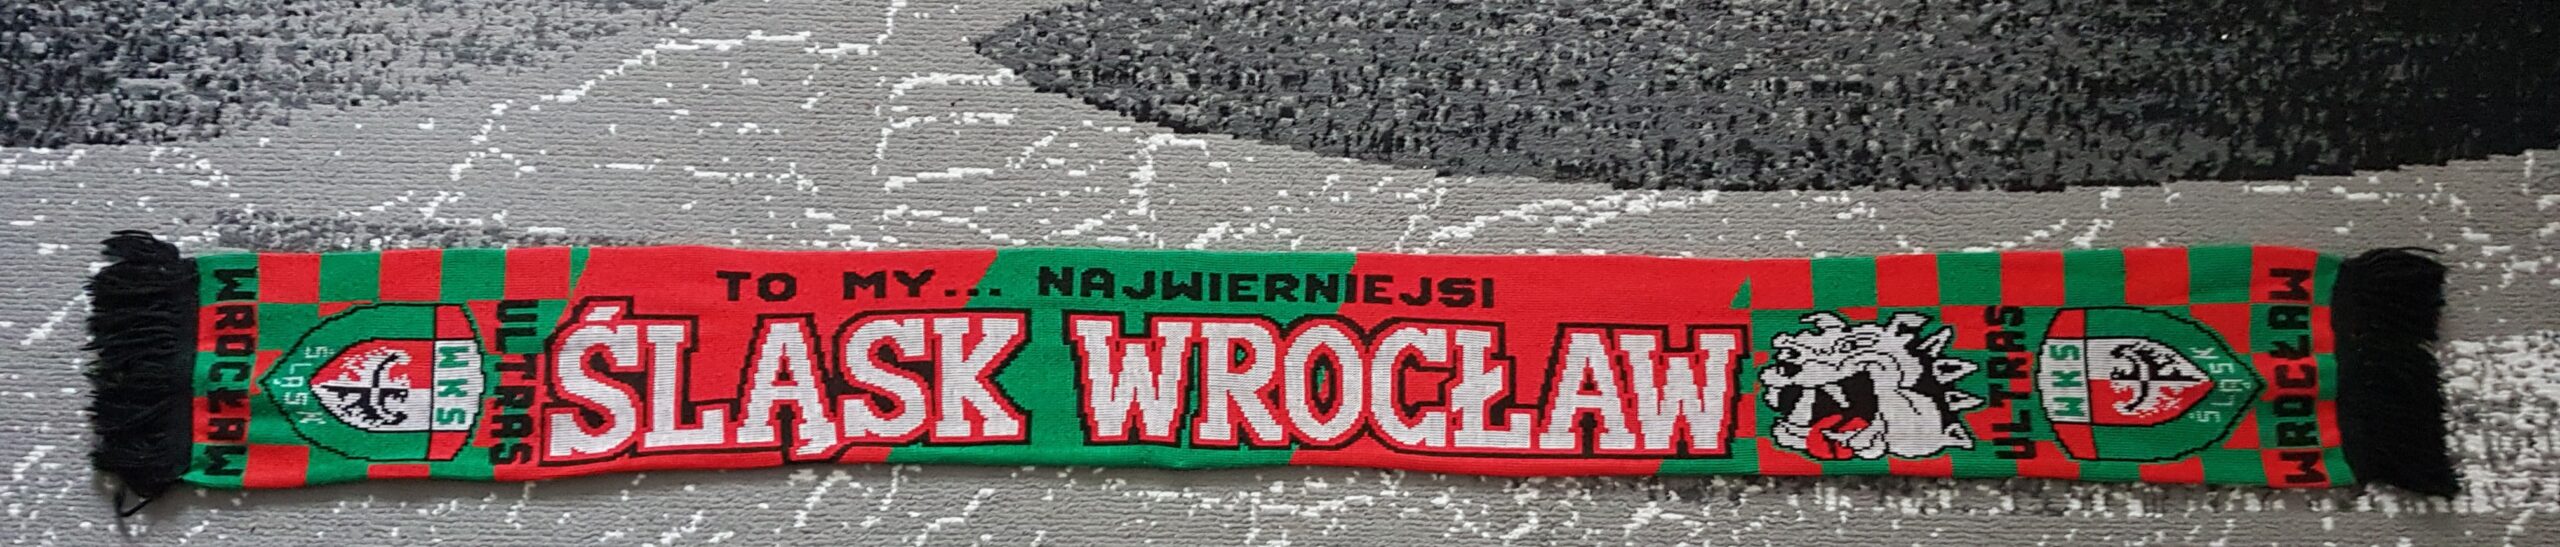 WROCŁAW
ŚLĄSK
WKS
ULTRAS
TO MY... NAJWIERNIEJSI
ŚLĄSK WROCŁAW
ULTRAS
WKS
ŚLĄSK
WROCŁAW